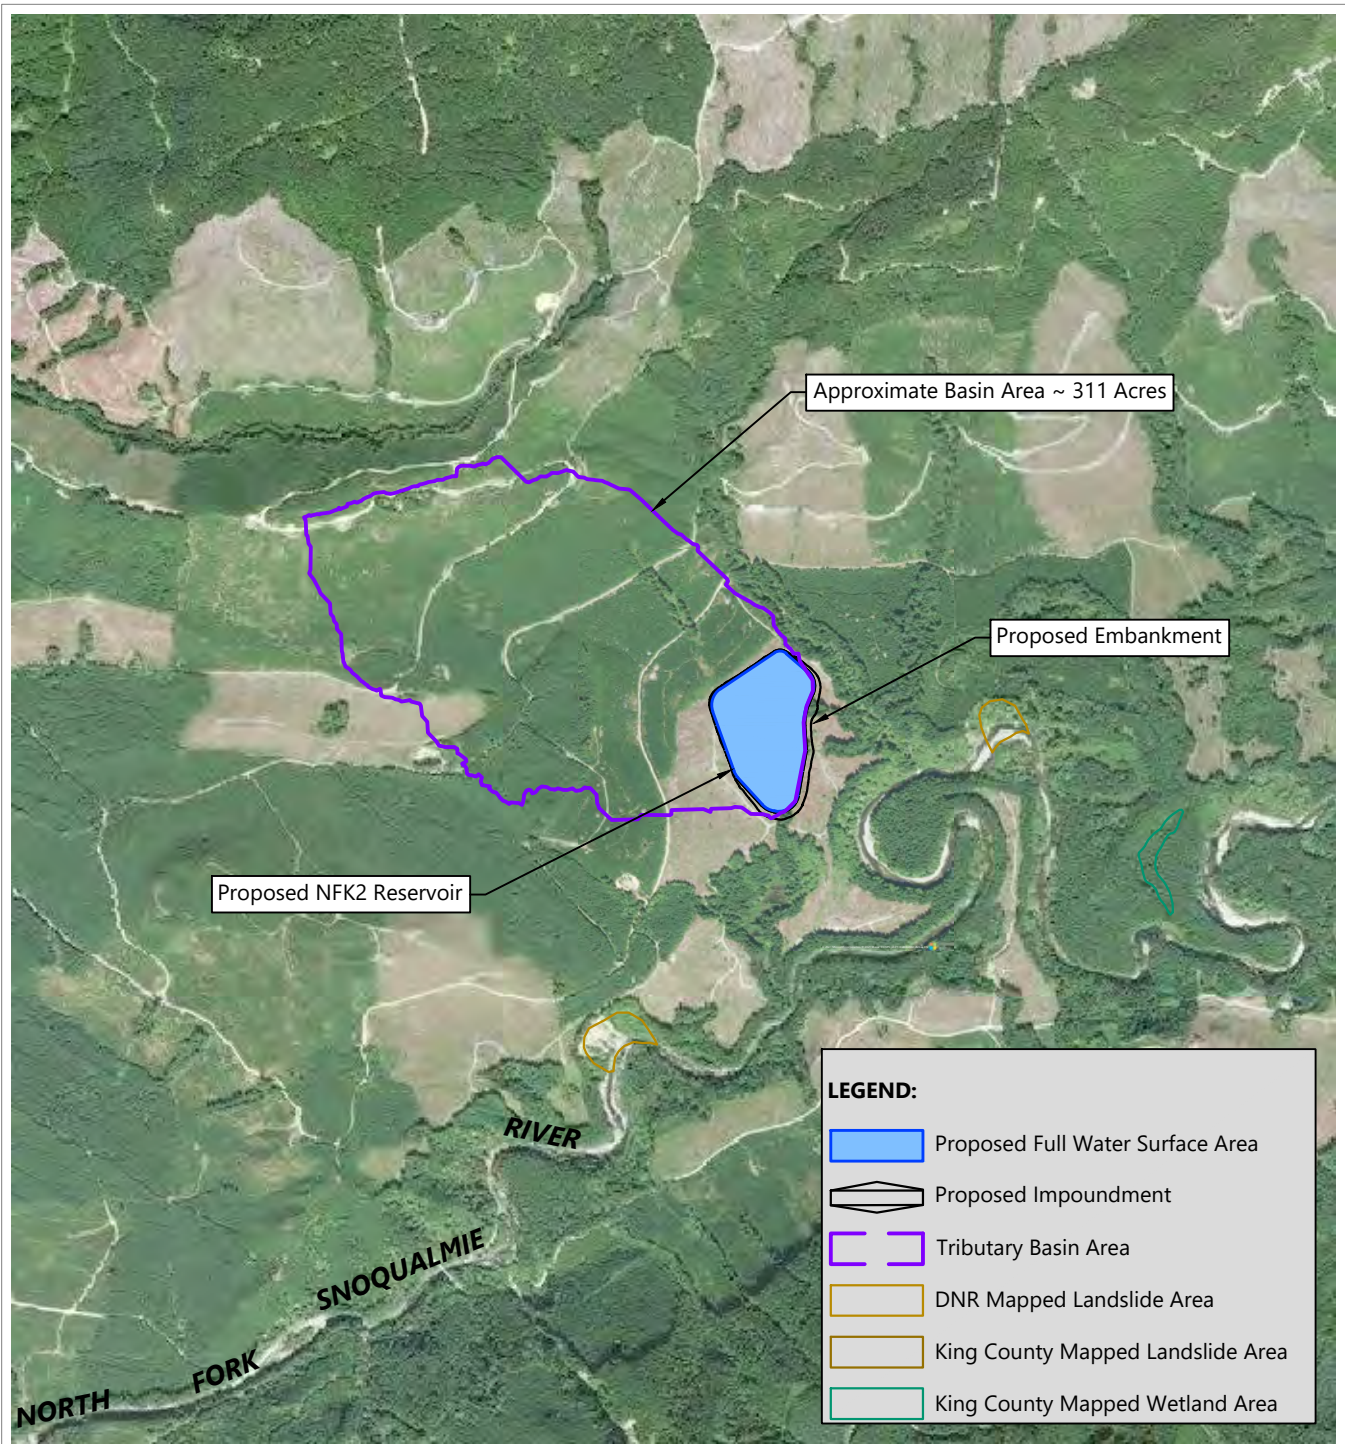 Approximate Basin Area ~ 311 Acres
Proposed Embankment
Proposed NFK2 Reservoir
NORTH FORK SNOQUALMIE RIVER
LEGEND:
Proposed Full Water Surface Area
Proposed Impoundment
Tributary Basin Area
DNR Mapped Landslide Area
King County Mapped Landslide Area
King County Mapped Wetland Area